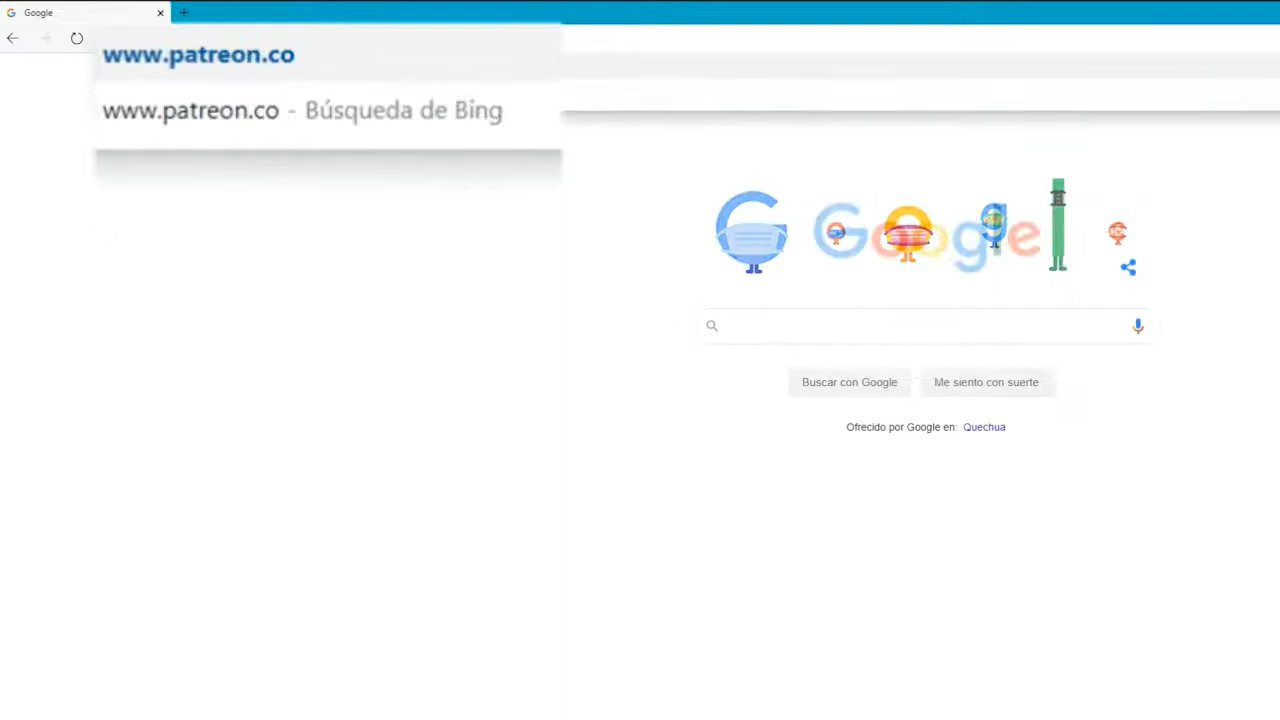 Google
www.patreon.co
www.patreon.co - Búsqueda de Bing
Google
Buscar con Google
Me siento con suerte
Ofrecido por Google en: Quechua